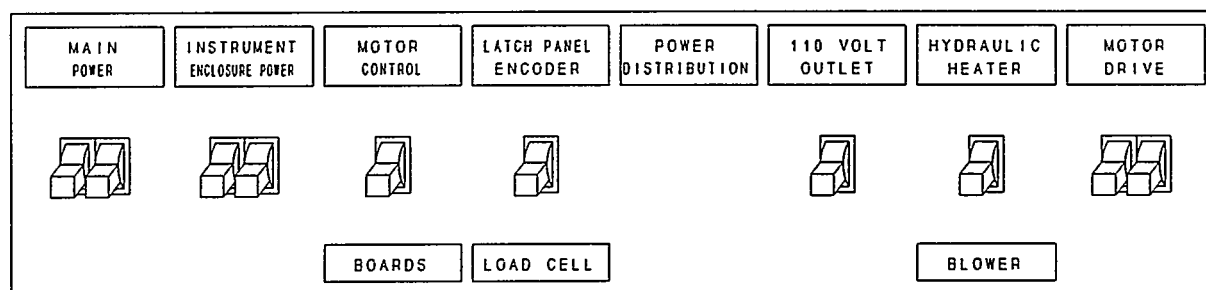 MAIN
POWER
INSTRUMENT
ENCLOSURE POWER
MOTOR
CONTROL
LATCH PANEL
ENCODER
POWER
DISTRIBUTION
110 VOLT
OUTLET
HYDRAULIC
HEATER
MOTOR
DRIVE
BOARDS
LOAD CELL
BLOWER